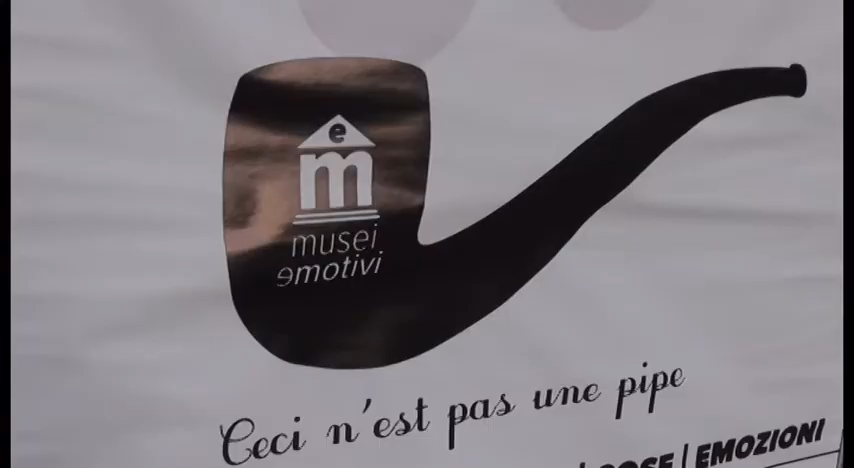 e
m
musei
emotivi
Ceci n'est pas une pipe
| EMOZIONI